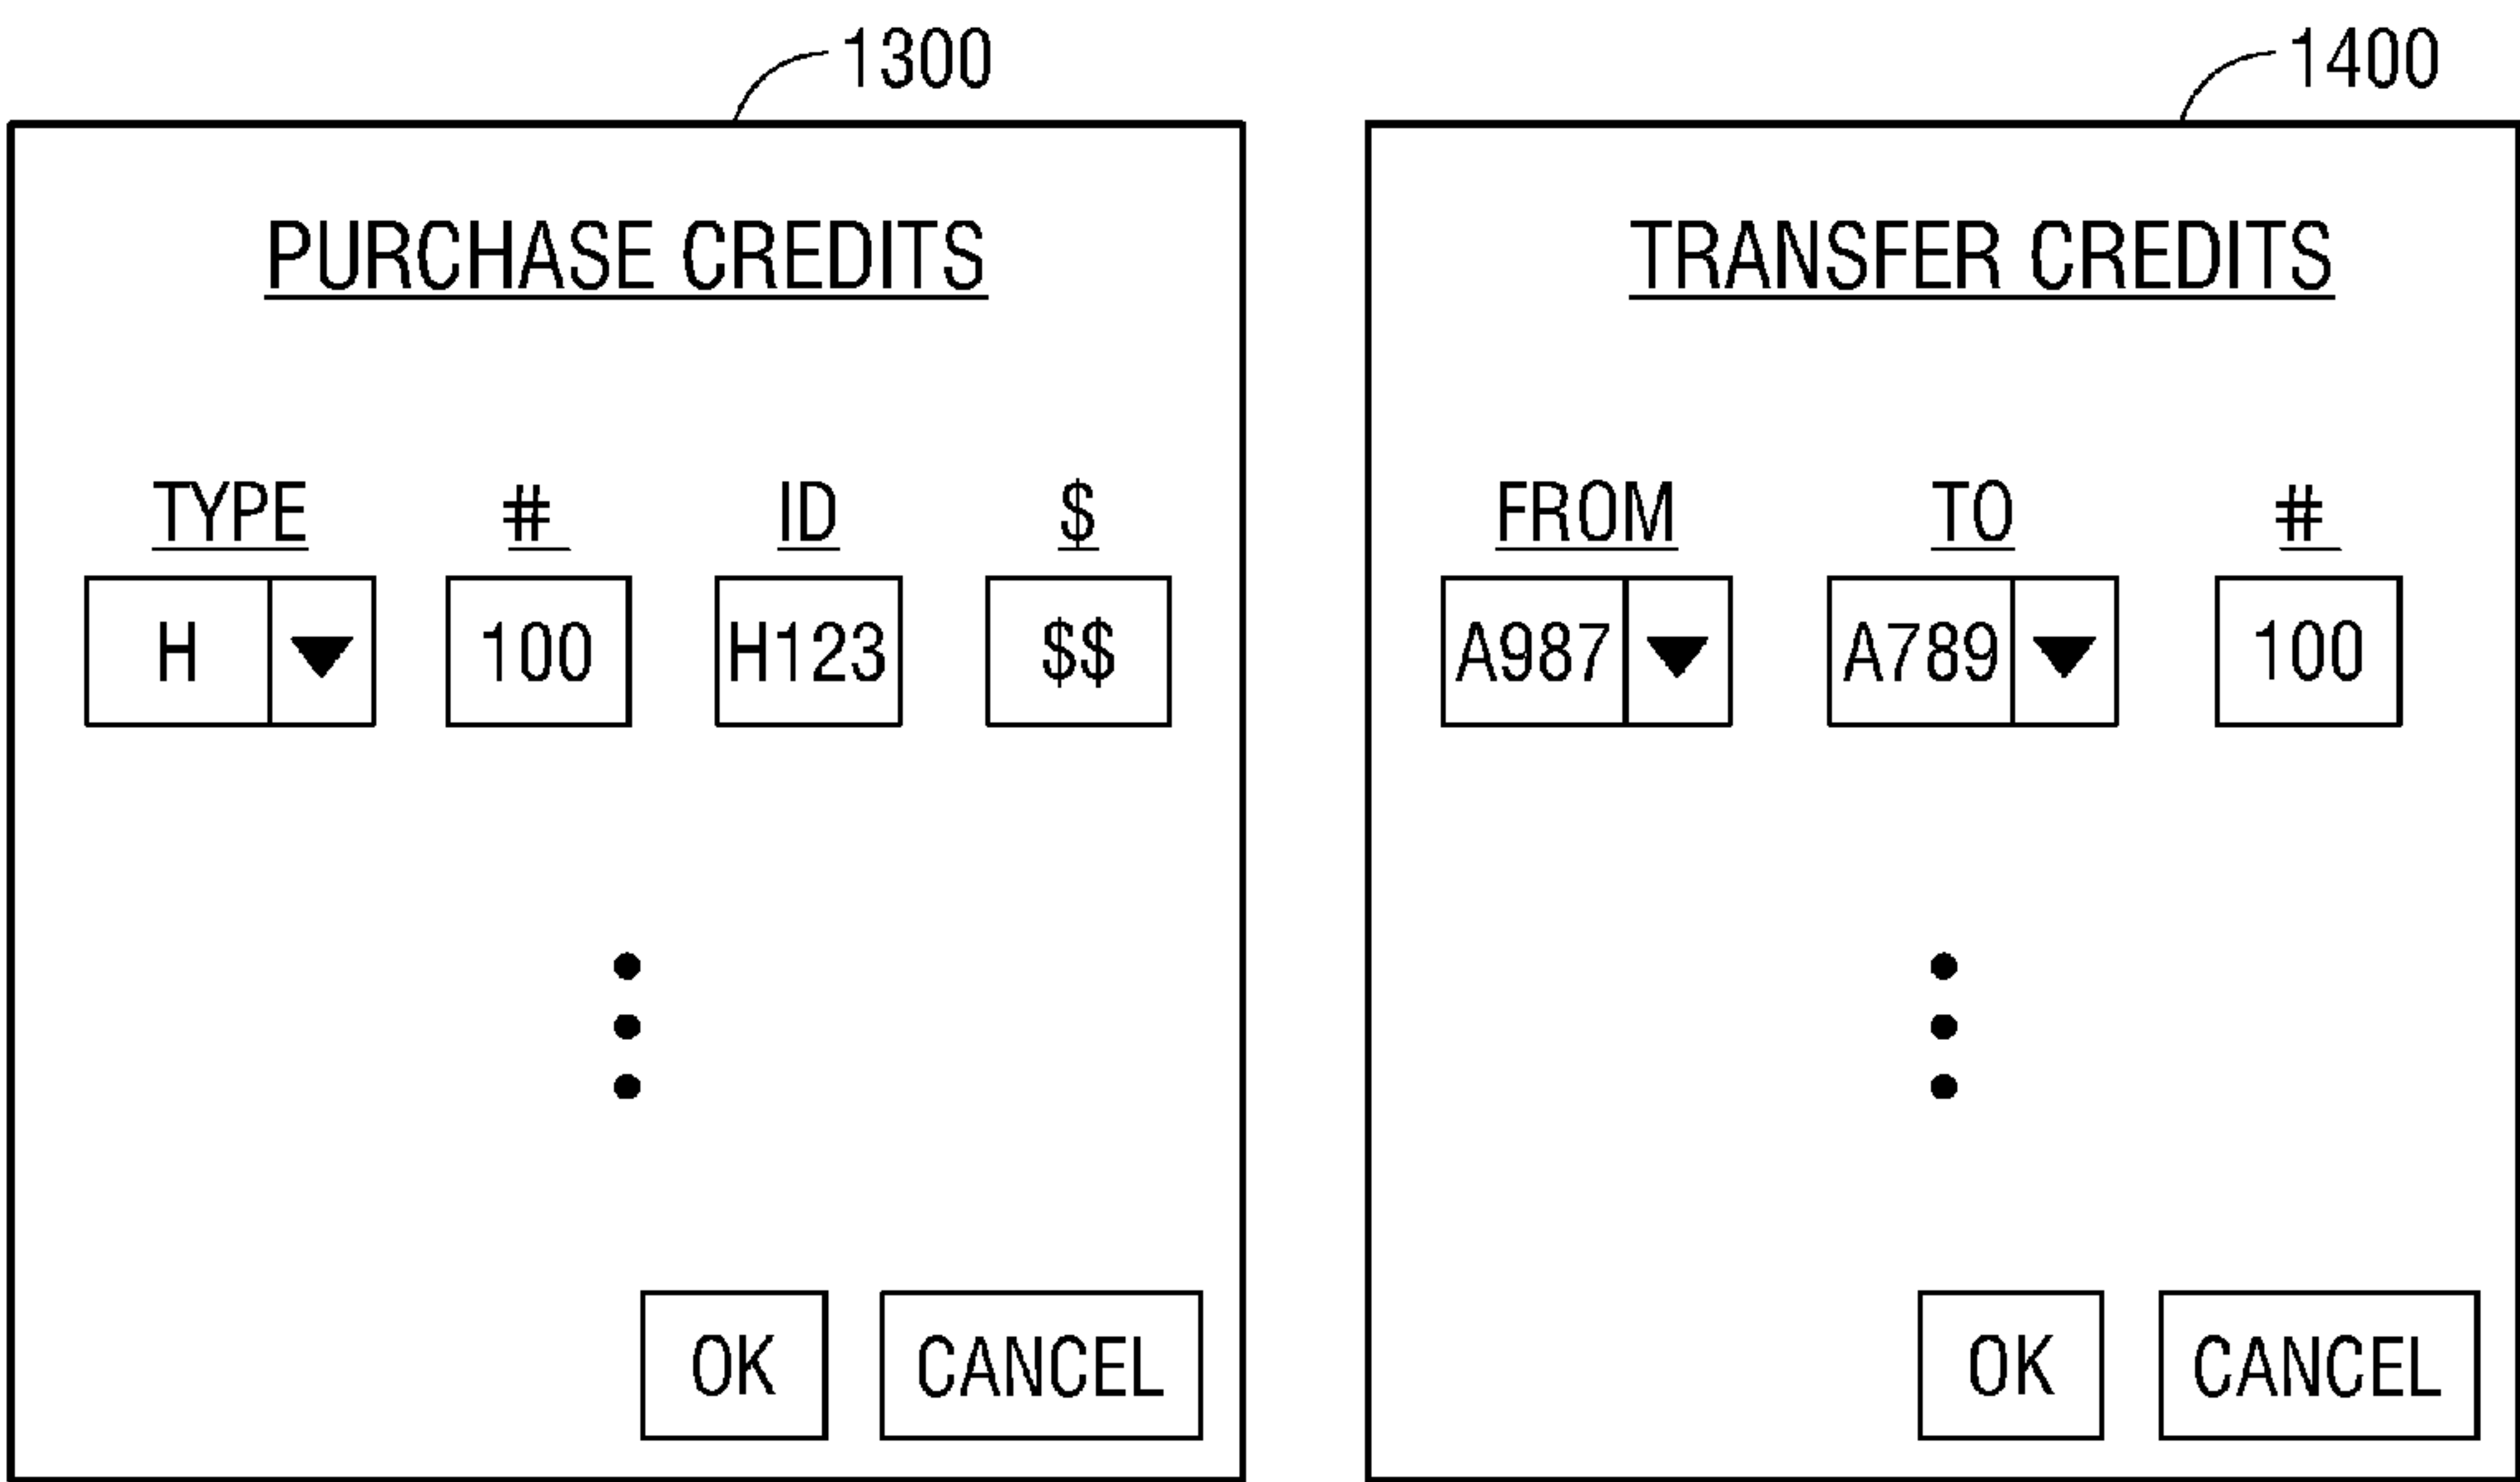 1300
PURCHASE CREDITS
TYPE # ID $
H 100 H123 $$
OK CANCEL
1400
TRANSFER CREDITS
FROM TO #
A987 A789 100
OK CANCEL